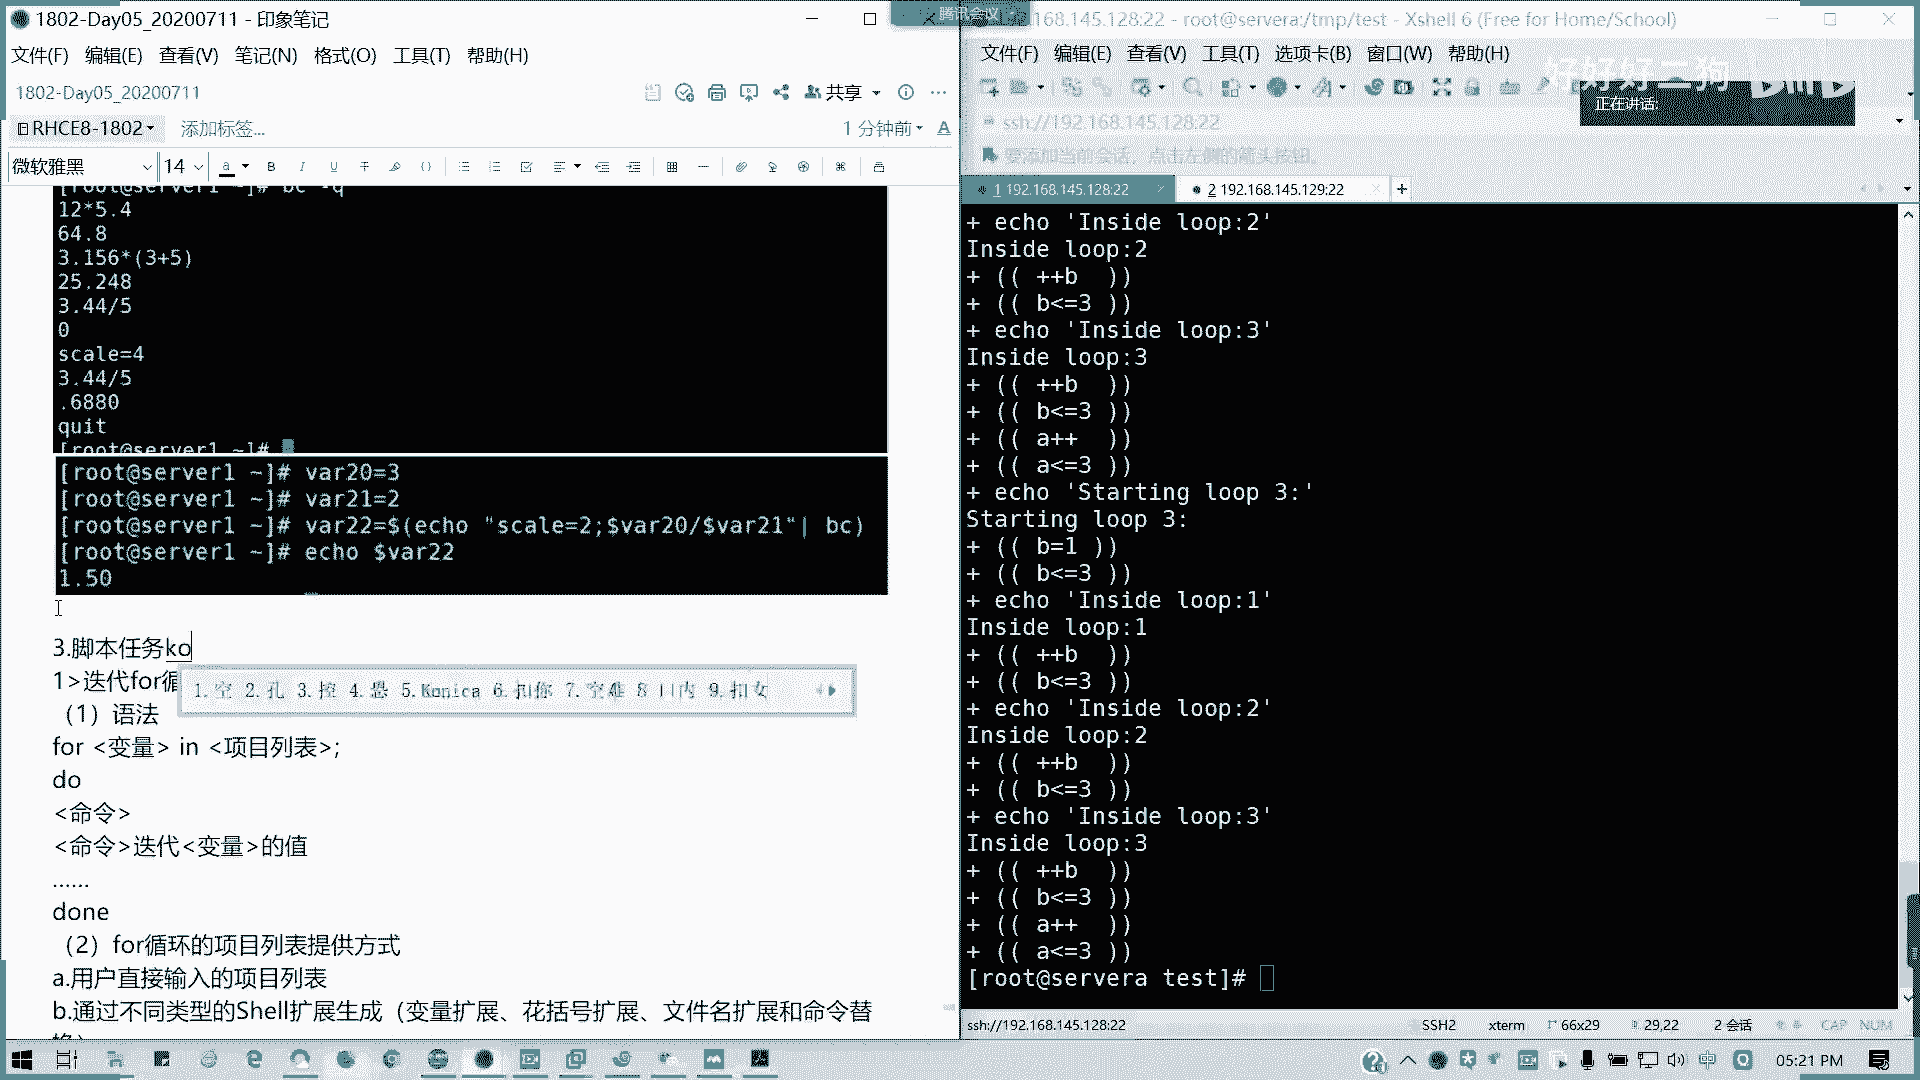 1802-Day05_20200711 - 印象笔记
文件(F) 编辑(E) 查看(V) 笔记(N) 格式(O) 工具(T) 帮助(H)
1802-Day05_20200711
共享
RHCE8-1802
添加标签...
1 分钟前
微软雅黑 14
[root@server1 ~]# bc -q
12*5.4
64.8
3.156*(3+5)
25.248
3.44/5
0
scale=4
3.44/5
.6880
quit
[root@server1 ~]#
[root@server1 ~]# var20=3
[root@server1 ~]# var21=2
[root@server1 ~]# var22=$(echo "scale=2;$var20/$var21"| bc)
[root@server1 ~]# echo $var22
1.50
3.脚本任务ko
1>迭代for循
1.空 2.孔 3.控 4.恐 5.Konica 6.扣你 7.空难 8 口内 9.扣女
（1）语法
for <变量> in <项目列表>;
do
<命令>
<命令>迭代<变量>的值
......
done
（2）for循环的项目列表提供方式
a.用户直接输入的项目列表
b.通过不同类型的Shell扩展生成（变量扩展、花括号扩展、文件名扩展和命令替
腾讯会议
168.145.128:22 - root@servera:/tmp/test - Xshell 6 (Free for Home/School)
文件(F) 编辑(E) 查看(V) 工具(T) 选项卡(B) 窗口(W) 帮助(H)
好好好二狗
正在讲话:
ssh://192.168.145.128:22
要添加当前会话，点击左侧的箭头按钮。
1 192.168.145.128:22
2 192.168.145.129:22
+ echo 'Inside loop:2'
Inside loop:2
+ (( ++b  ))
+ (( b<=3 ))
+ echo 'Inside loop:3'
Inside loop:3
+ (( ++b  ))
+ (( b<=3 ))
+ (( a++  ))
+ (( a<=3 ))
+ echo 'Starting loop 3:'
Starting loop 3:
+ (( b=1 ))
+ (( b<=3 ))
+ echo 'Inside loop:1'
Inside loop:1
+ (( ++b  ))
+ (( b<=3 ))
+ echo 'Inside loop:2'
Inside loop:2
+ (( ++b  ))
+ (( b<=3 ))
+ echo 'Inside loop:3'
Inside loop:3
+ (( ++b  ))
+ (( b<=3 ))
+ (( a++  ))
+ (( a<=3 ))
[root@servera test]#
ssh://192.168.145.128:22 SSH2 xterm 66x29 29,22 2 会话 CAP NUM
中
05:21 PM